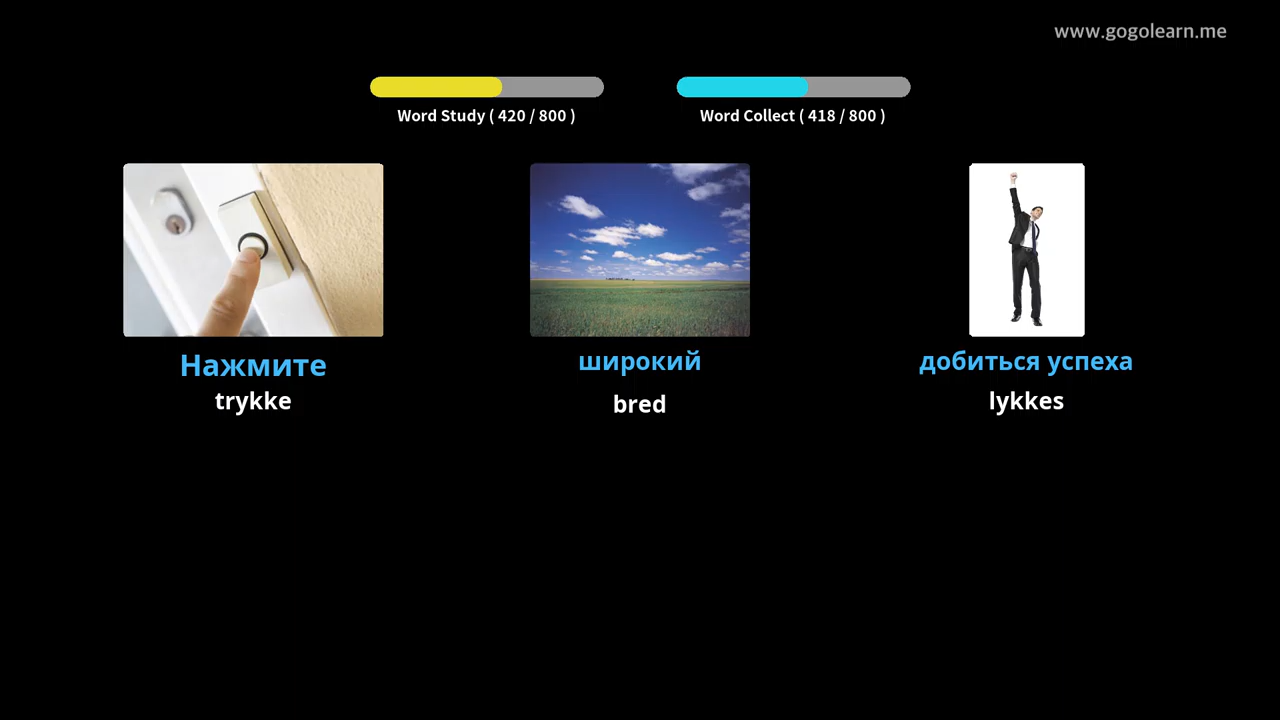 www.gogolearn.me
Word Study ( 420 / 800 )
Word Collect ( 418 / 800 )
Нажмите
trykke
широкий
bred
добиться успеха
lykkes